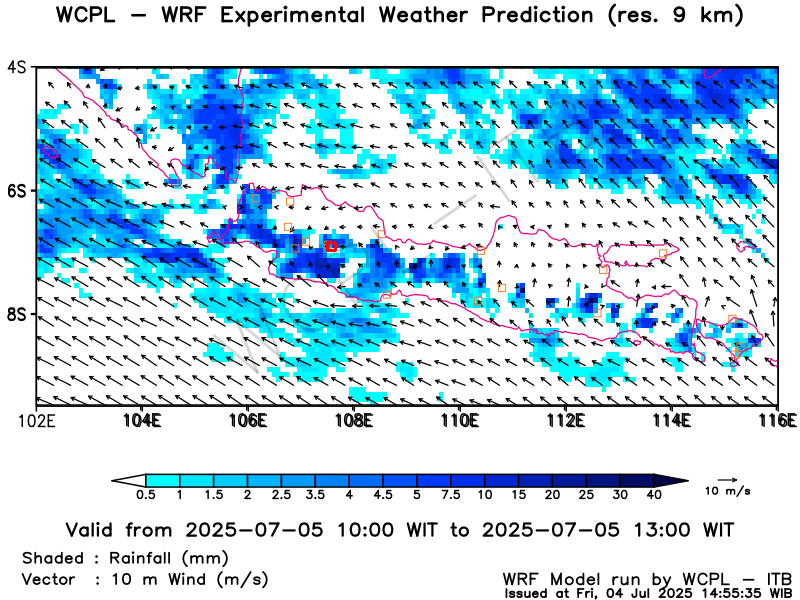 WCPL – WRF Experimental Weather Prediction (res. 9 km)
4S
6S
8S
102E 104E 106E 108E 110E 112E 114E 116E
0.5 1 1.5 2 2.5 3.5 4 4.5 5 7.5 10 15 20 25 30 40
10 m/s
Valid from 2025-07-05 10:00 WIT to 2025-07-05 13:00 WIT
Shaded : Rainfall (mm)
Vector : 10 m Wind (m/s)
WRF Model run by WCPL – ITB
Issued at Fri, 04 Jul 2025 14:55:35 WIB